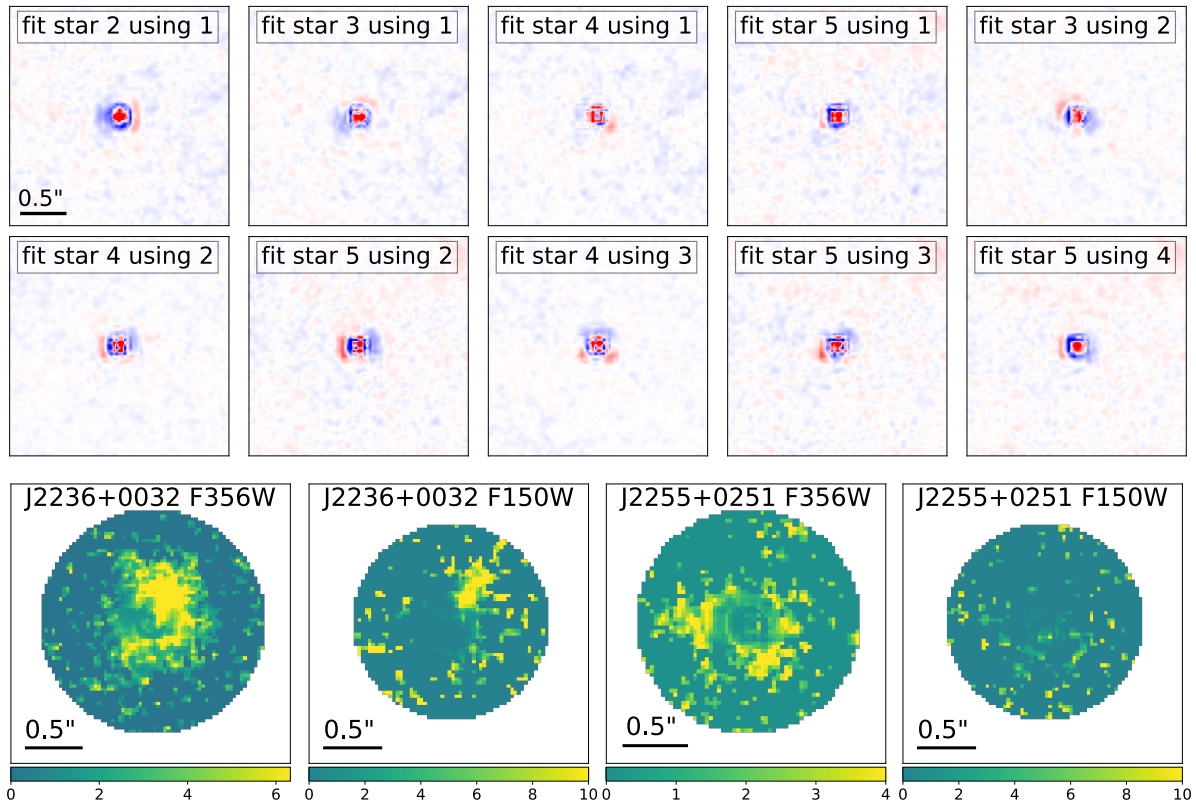 fit star 2 using 1
fit star 3 using 1
fit star 4 using 1
fit star 5 using 1
fit star 3 using 2
0.5"
fit star 4 using 2
fit star 5 using 2
fit star 4 using 3
fit star 5 using 3
fit star 5 using 4
J2236+0032 F356W
J2236+0032 F150W
J2255+0251 F356W
J2255+0251 F150W
0.5"
0.5"
0.5"
0.5"
0 2 4 6
0 2 4 6 8 10
0 1 2 3 4
0 2 4 6 8 10